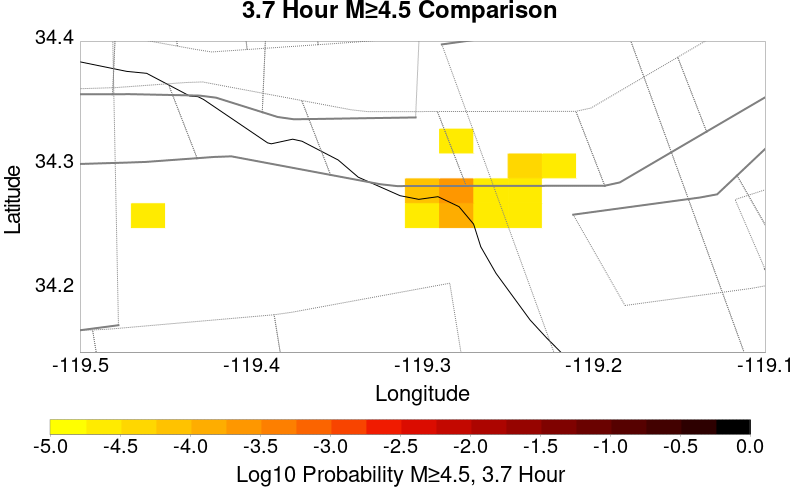 3.7 Hour M≥4.5 Comparison
34.4
34.3
34.2
Latitude
-119.5 -119.4 -119.3 -119.2 -119.1
Longitude
-5.0 -4.5 -4.0 -3.5 -3.0 -2.5 -2.0 -1.5 -1.0 -0.5 0.0
Log10 Probability M≥4.5, 3.7 Hour